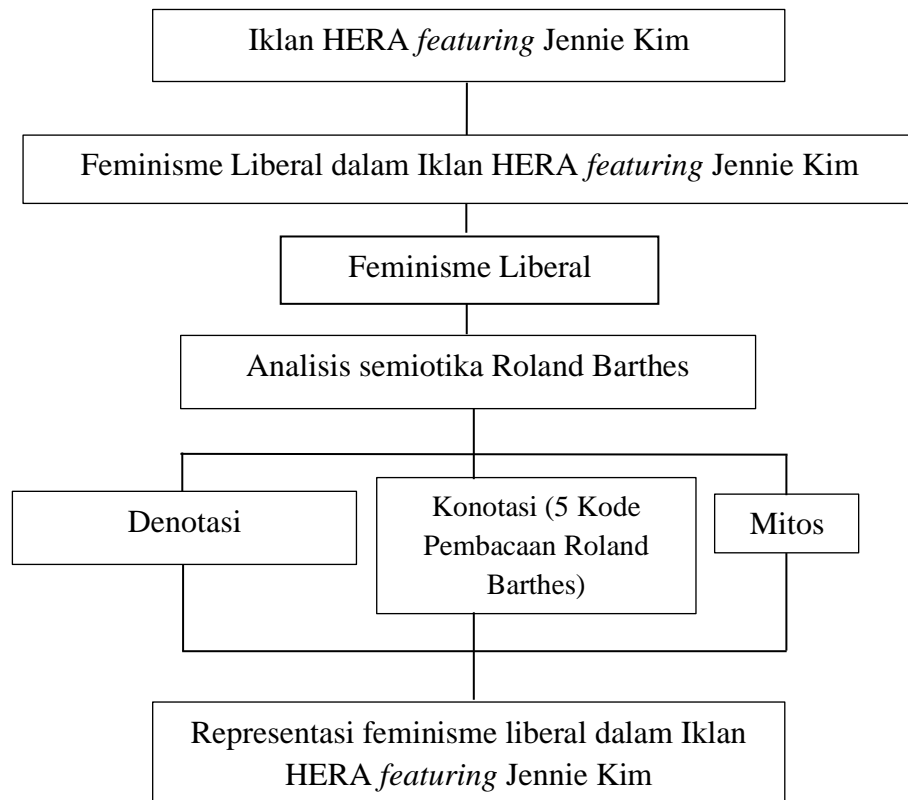 Iklan HERA featuring Jennie Kim
Feminisme Liberal dalam Iklan HERA featuring Jennie Kim
Feminisme Liberal
Analisis semiotika Roland Barthes
Denotasi
Konotasi (5 Kode
Pembacaan Roland
Barthes)
Mitos
Representasi feminisme liberal dalam Iklan
HERA featuring Jennie Kim